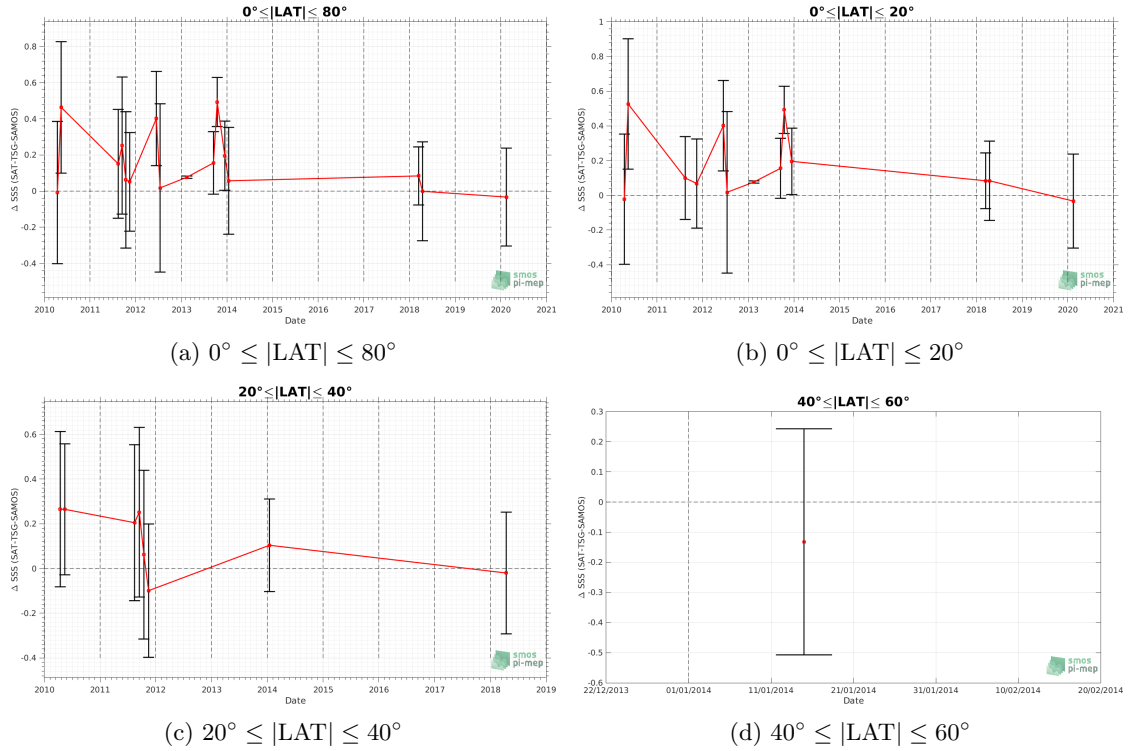 0°≤|LAT|≤ 80°
Δ SSS (SAT-TSG-SAMOS)
0.8
0.6
0.4
0.2
0
-0.2
-0.4
2010 2011 2012 2013 2014 2015 2016 2017 2018 2019 2020 2021
Date
smos
pi-mep
(a) 0° ≤ |LAT| ≤ 80°
0°≤|LAT|≤ 20°
Δ SSS (SAT-TSG-SAMOS)
1
0.8
0.6
0.4
0.2
0
-0.2
-0.4
2010 2011 2012 2013 2014 2015 2016 2017 2018 2019 2020 2021
Date
smos
pi-mep
(b) 0° ≤ |LAT| ≤ 20°
20°≤|LAT|≤ 40°
Δ SSS (SAT-TSG-SAMOS)
0.6
0.4
0.2
0
-0.2
-0.4
2010 2011 2012 2013 2014 2015 2016 2017 2018 2019
Date
smos
pi-mep
(c) 20° ≤ |LAT| ≤ 40°
40°≤|LAT|≤ 60°
Δ SSS (SAT-TSG-SAMOS)
0.3
0.2
0.1
0
-0.1
-0.2
-0.3
-0.4
-0.5
-0.6
22/12/2013 01/01/2014 11/01/2014 21/01/2014 31/01/2014 10/02/2014 20/02/2014
Date
smos
pi-mep
(d) 40° ≤ |LAT| ≤ 60°